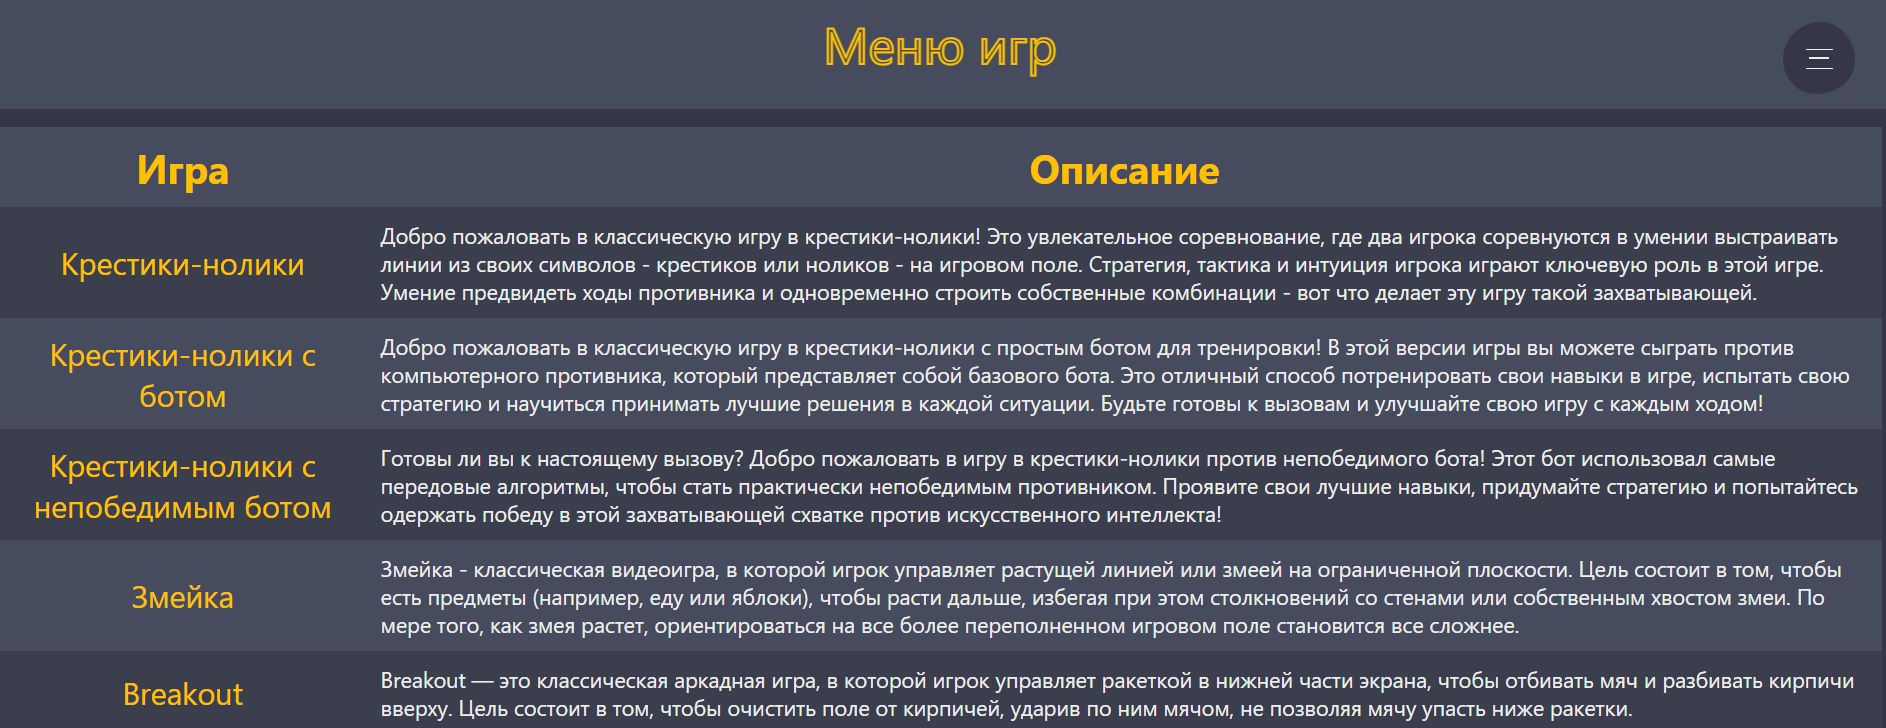 Меню игр
Игра
Описание
Крестики-нолики
Добро пожаловать в классическую игру в крестики-нолики! Это увлекательное соревнование, где два игрока соревнуются в умении выстраивать
линии из своих символов - крестиков или ноликов - на игровом поле. Стратегия, тактика и интуиция игрока играют ключевую роль в этой игре.
Умение предвидеть ходы противника и одновременно строить собственные комбинации - вот что делает эту игру такой захватывающей.
Крестики-нолики с
ботом
Добро пожаловать в классическую игру в крестики-нолики с простым ботом для тренировки! В этой версии игры вы можете сыграть против
компьютерного противника, который представляет собой базового бота. Это отличный способ потренировать свои навыки в игре, испытать свою
стратегию и научиться принимать лучшие решения в каждой ситуации. Будьте готовы к вызовам и улучшайте свою игру с каждым ходом!
Крестики-нолики с
непобедимым ботом
Готовы ли вы к настоящему вызову? Добро пожаловать в игру в крестики-нолики против непобедимого бота! Этот бот использовал самые
передовые алгоритмы, чтобы стать практически непобедимым противником. Проявите свои лучшие навыки, придумайте стратегию и попытайтесь
одержать победу в этой захватывающей схватке против искусственного интеллекта!
Змейка
Змейка - классическая видеоигра, в которой игрок управляет растущей линией или змеей на ограниченной плоскости. Цель состоит в том, чтобы
есть предметы (например, еду или яблоки), чтобы расти дальше, избегая при этом столкновений со стенами или собственным хвостом змеи. По
мере того, как змея растет, ориентироваться на все более переполненном игровом поле становится все сложнее.
Breakout
Breakout — это классическая аркадная игра, в которой игрок управляет ракеткой в нижней части экрана, чтобы отбивать мяч и разбивать кирпичи
вверху. Цель состоит в том, чтобы очистить поле от кирпичей, ударив по ним мячом, не позволяя мячу упасть ниже ракетки.